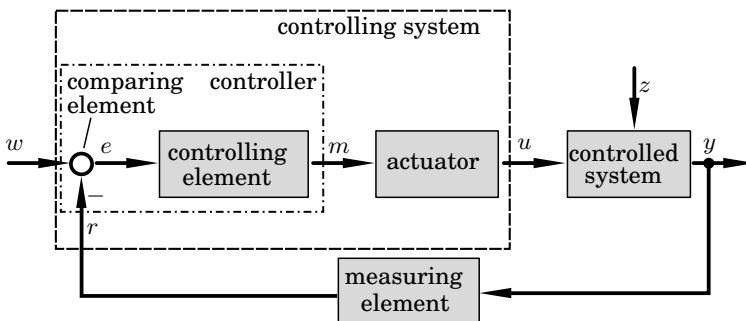 controlling system
comparing
element
controller
w
e
controlling
element
m
actuator
u
z
controlled
system
y
−
r
measuring
element